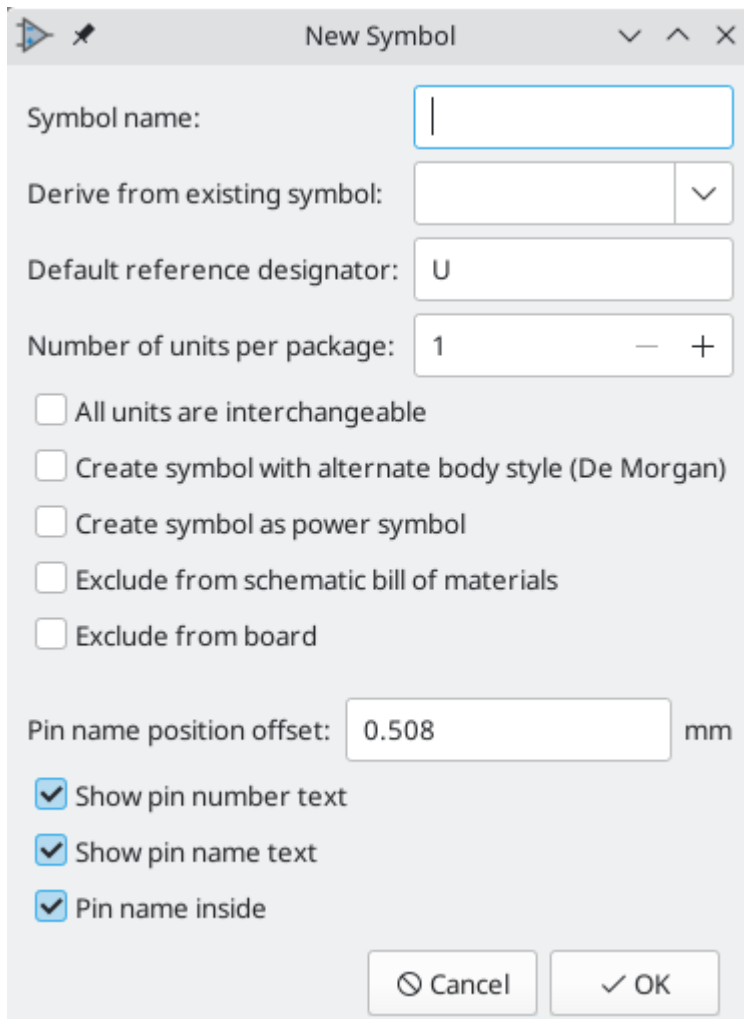 New Symbol
Symbol name:
Derive from existing symbol:
Default reference designator: U
Number of units per package: 1
All units are interchangeable
Create symbol with alternate body style (De Morgan)
Create symbol as power symbol
Exclude from schematic bill of materials
Exclude from board
Pin name position offset: 0.508 mm
Show pin number text
Show pin name text
Pin name inside
Cancel OK